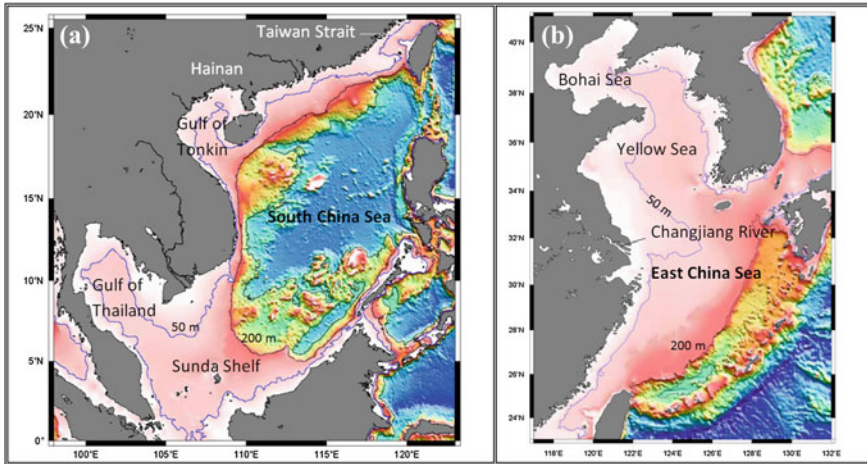 (a)
Taiwan Strait
Hainan
Gulf of
Tonkin
South China Sea
Gulf of
Thailand
50 m
200 m
Sunda Shelf
25°N
20°N
15°N
10°N
5°N
0°
100°E
105°E
110°E
115°E
120°E
(b)
Bohai Sea
Yellow Sea
50 m
Changjiang River
East China Sea
200 m
40°N
38°N
36°N
34°N
32°N
30°N
28°N
26°N
24°N
118°E
120°E
122°E
124°E
126°E
128°E
130°E
132°E